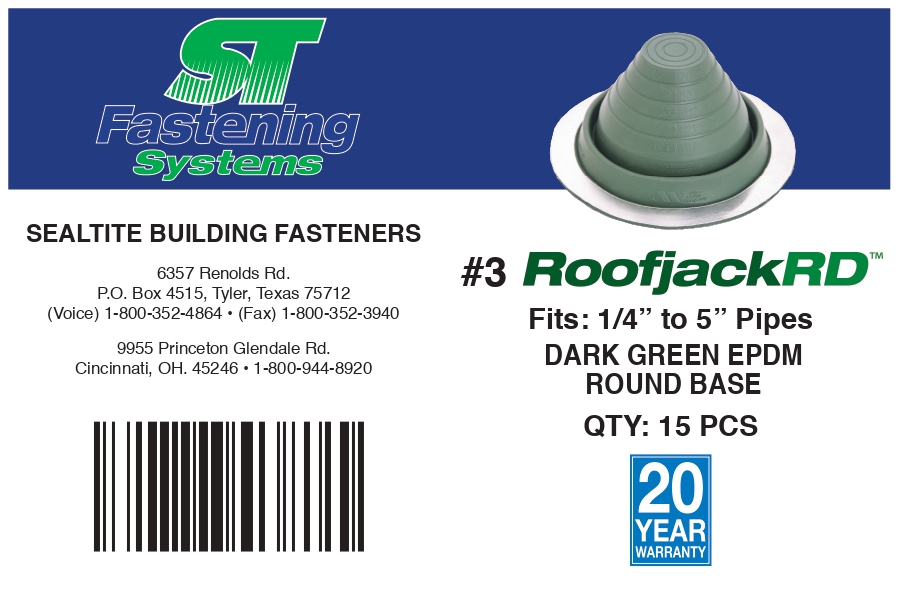 ST
Fastening
Systems
SEALTITE BUILDING FASTENERS
6357 Renolds Rd.
P.O. Box 4515, Tyler, Texas 75712
(Voice) 1-800-352-4864 • (Fax) 1-800-352-3940
9955 Princeton Glendale Rd.
Cincinnati, OH. 45246 • 1-800-944-8920
#3 RoofjackRD™
Fits: 1/4” to 5” Pipes
DARK GREEN EPDM
ROUND BASE
QTY: 15 PCS
20
YEAR
WARRANTY